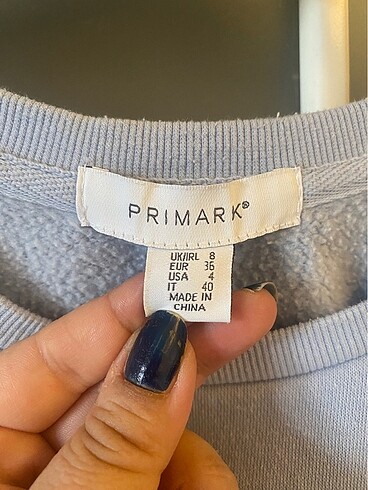 PRIMARK®
UK/IRL 8
EUR 36
USA 4
IT 40
MADE IN
CHINA